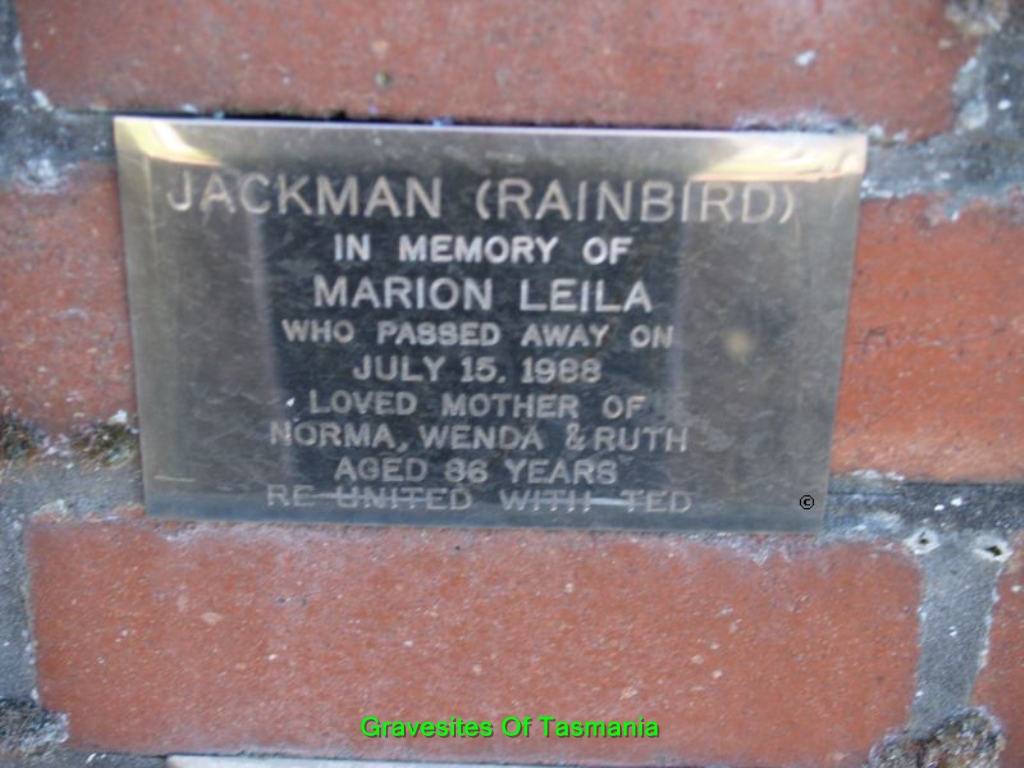 JACKMAN (RAINBIRD)
IN MEMORY OF
MARION LEILA
WHO PASSED AWAY ON
JULY 15. 1988
LOVED MOTHER OF
NORMA, WENDA & RUTH
AGED 86 YEARS
RE-UNITED WITH TED
©
Gravesites Of Tasmania